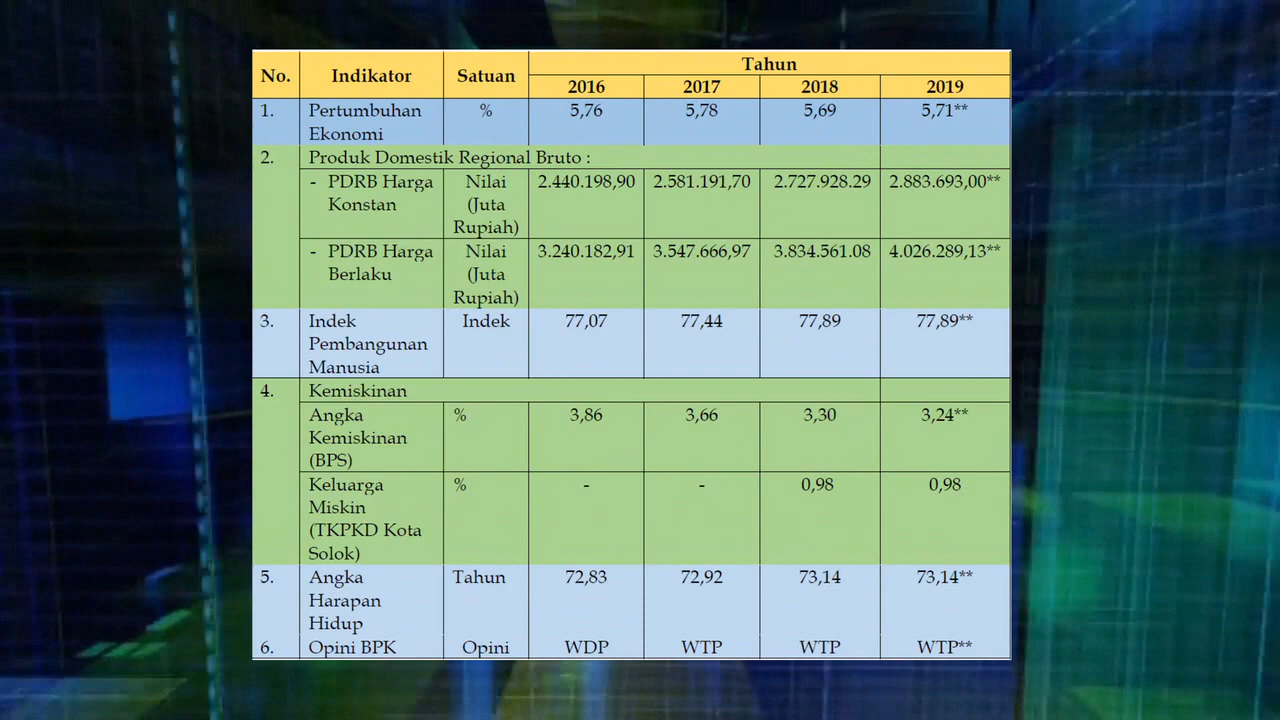 No. Indikator Satuan Tahun
2016 2017 2018 2019
1. Pertumbuhan % 5,76 5,78 5,69 5,71**
Ekonomi
2. Produk Domestik Regional Bruto :
- PDRB Harga Nilai 2.440.198,90 2.581.191,70 2.727.928.29 2.883.693,00**
Konstan (Juta
Rupiah)
- PDRB Harga Nilai 3.240.182,91 3.547.666,97 3.834.561.08 4.026.289,13**
Berlaku (Juta
Rupiah)
3. Indek Indek 77,07 77,44 77,89 77,89**
Pembangunan
Manusia
4. Kemiskinan
Angka % 3,86 3,66 3,30 3,24**
Kemiskinan
(BPS)
Keluarga % - - 0,98 0,98
Miskin
(TKPKD Kota
Solok)
5. Angka Tahun 72,83 72,92 73,14 73,14**
Harapan
Hidup
6. Opini BPK Opini WDP WTP WTP WTP**